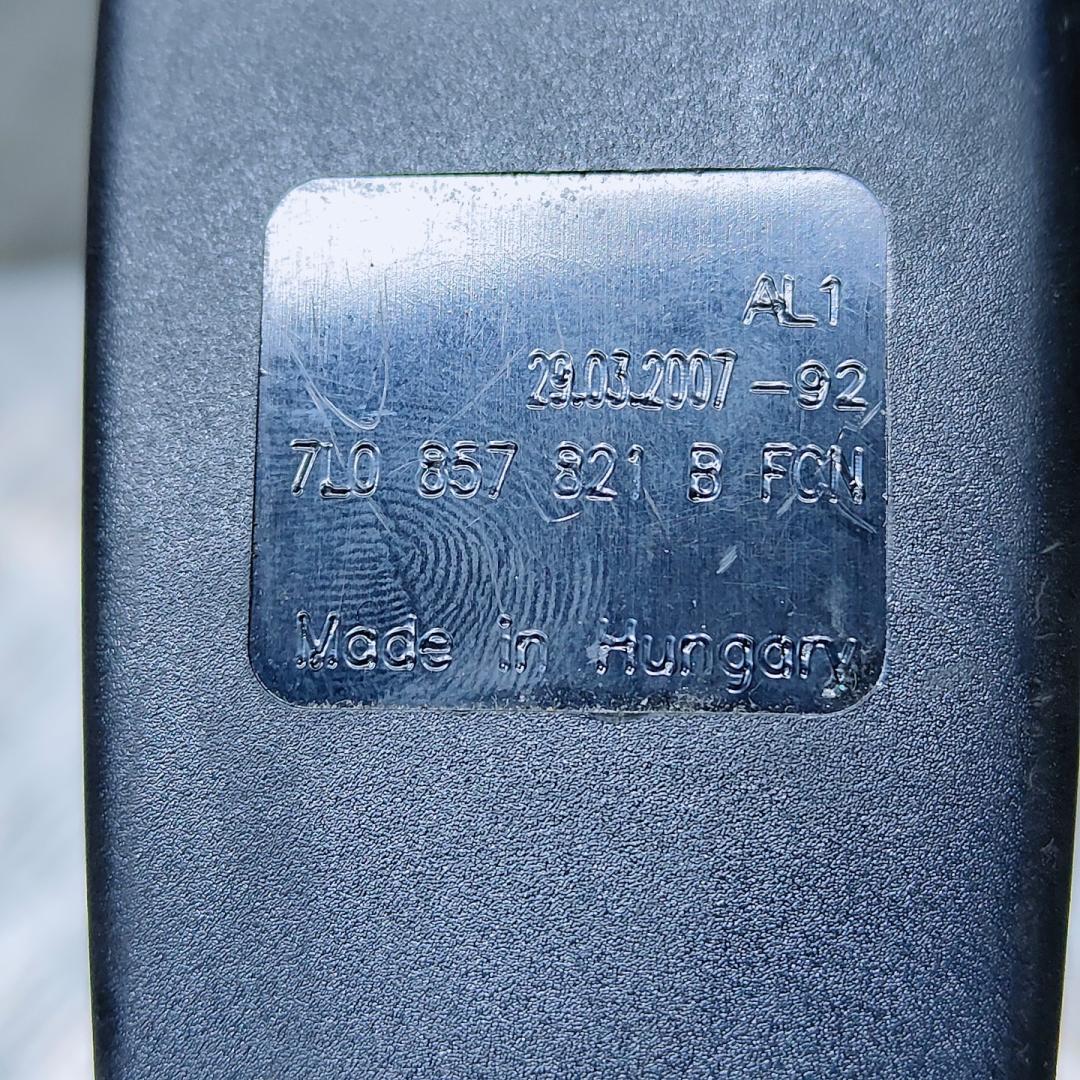 AL1
29.03.2007 -92
7L0 857 821 B FCN
Made in Hungary